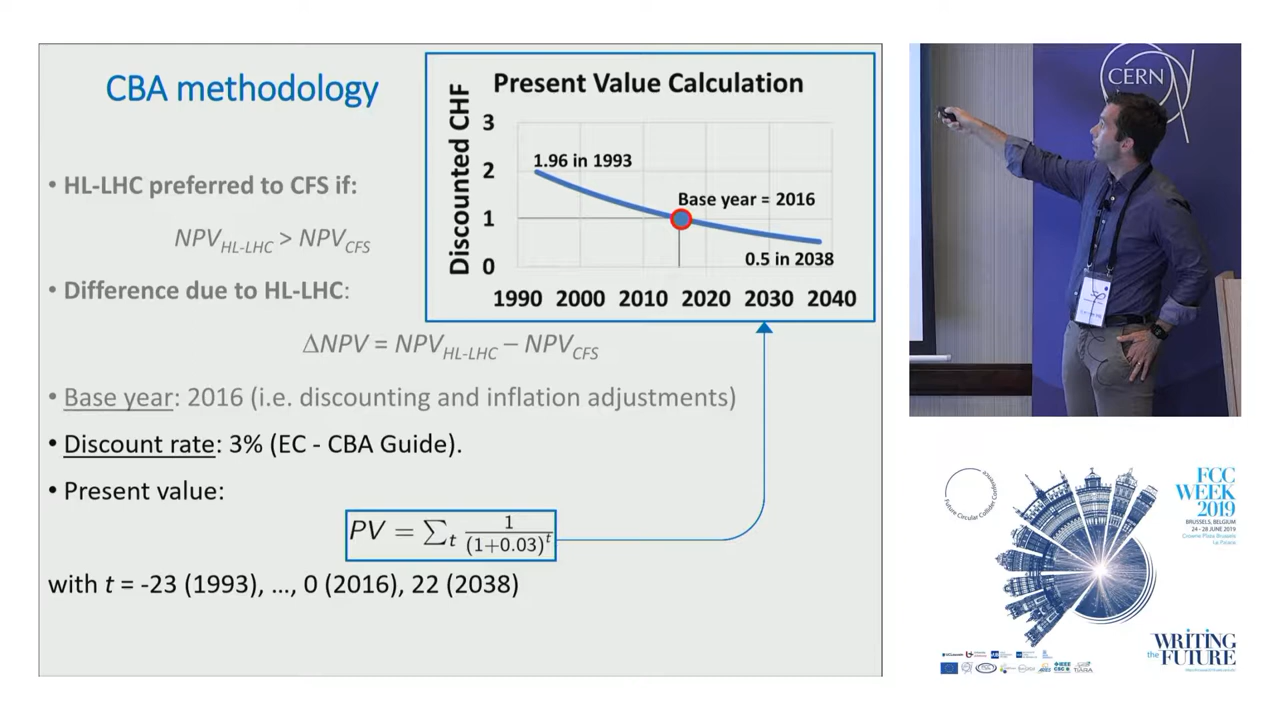 CBA methodology
• HL-LHC preferred to CFS if:
NPV_HL-LHC > NPV_CFS
• Difference due to HL-LHC:
ΔNPV = NPV_HL-LHC – NPV_CFS
• Base year: 2016 (i.e. discounting and inflation adjustments)
• Discount rate: 3% (EC - CBA Guide).
• Present value:
PV = ∑_t 1/(1+0.03)^t
with t = -23 (1993), …, 0 (2016), 22 (2038)
Present Value Calculation
Discounted CHF
3
2
1
0
1.96 in 1993
Base year = 2016
0.5 in 2038
1990 2000 2010 2020 2030 2040
CERN
Future Circular Collider Conference
FCC
WEEK
2019
BRUSSELS, BELGIUM
24 - 28 JUNE 2019
Crowne Plaza Brussels
Le Palace
WRITING
the FUTURE